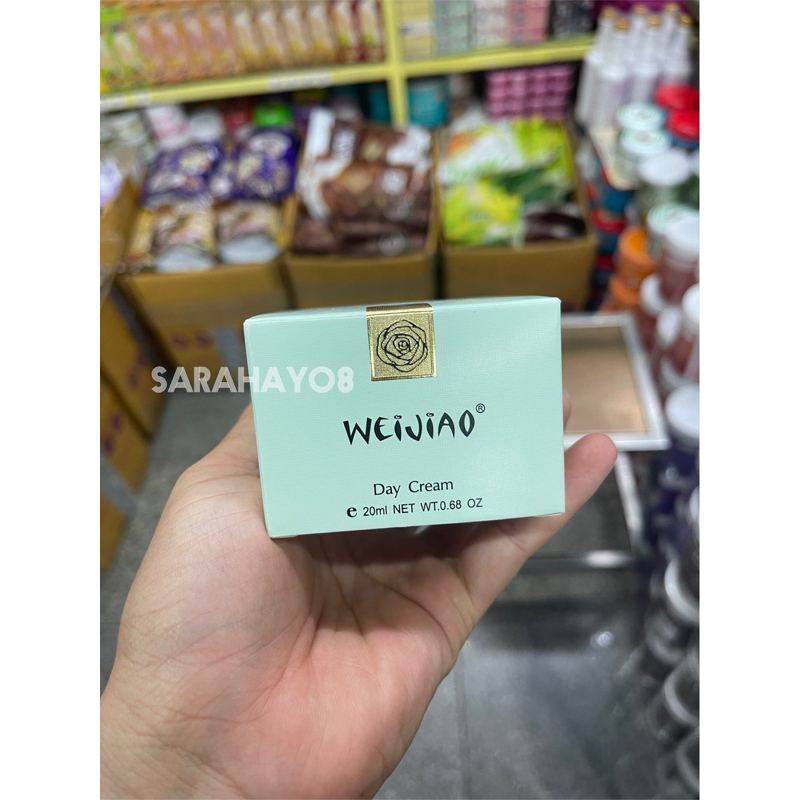 SARAHAYO8
WEiJiAO®
Day Cream
e 20ml NET WT.0.68 OZ